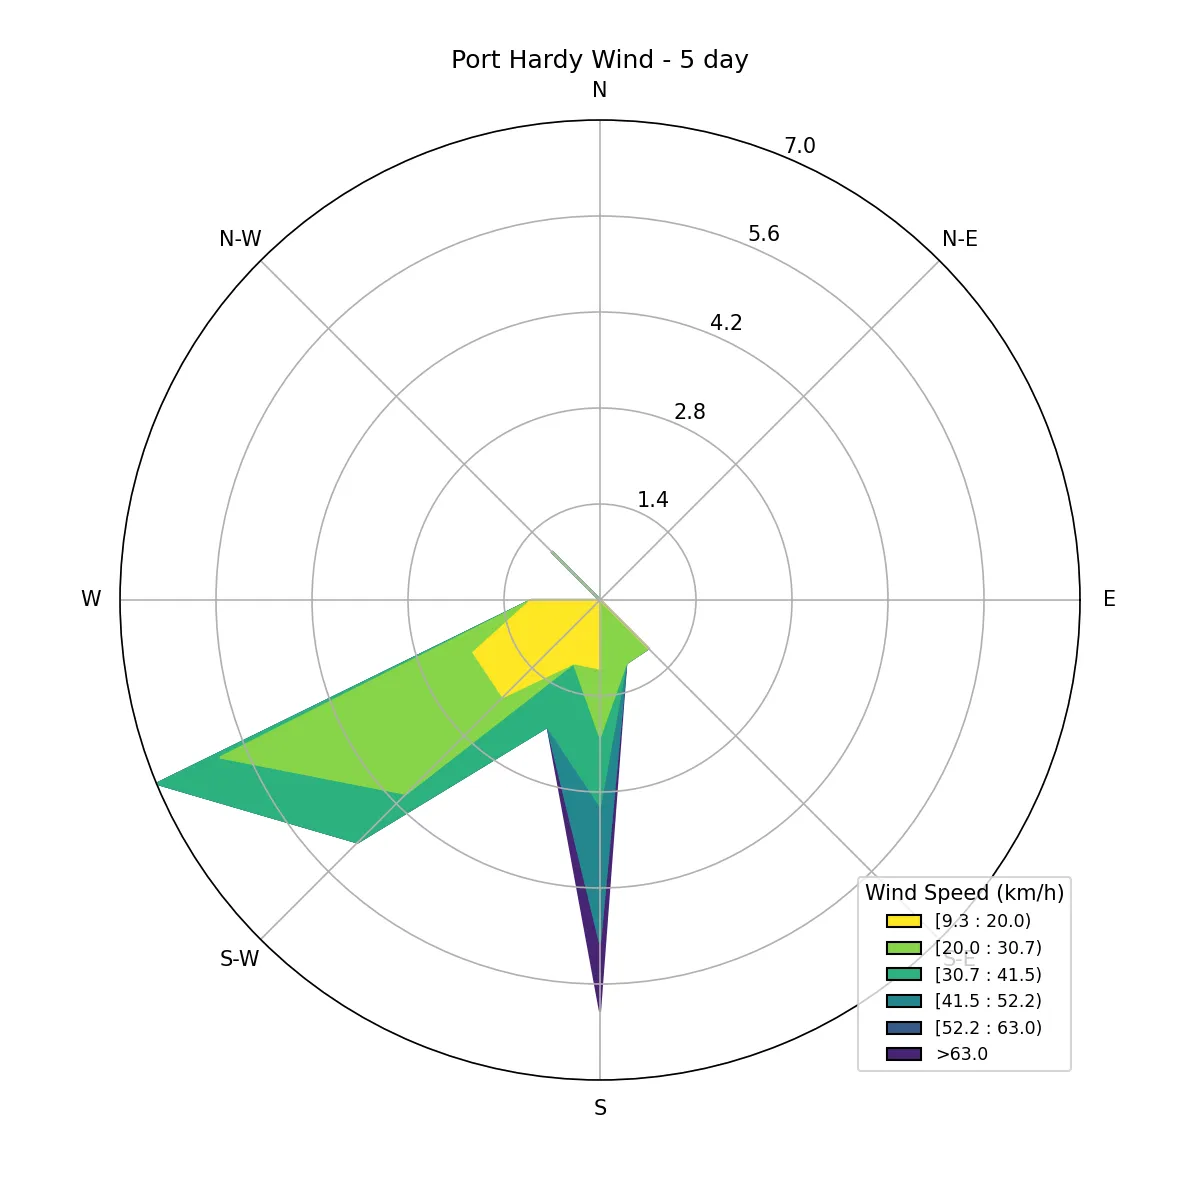 Port Hardy Wind - 5 day
N
7.0
N-W
N-E
5.6
4.2
2.8
1.4
W
E
S-W
S-E
S
Wind Speed (km/h)
[9.3 : 20.0)
[20.0 : 30.7)
[30.7 : 41.5)
[41.5 : 52.2)
[52.2 : 63.0)
>63.0